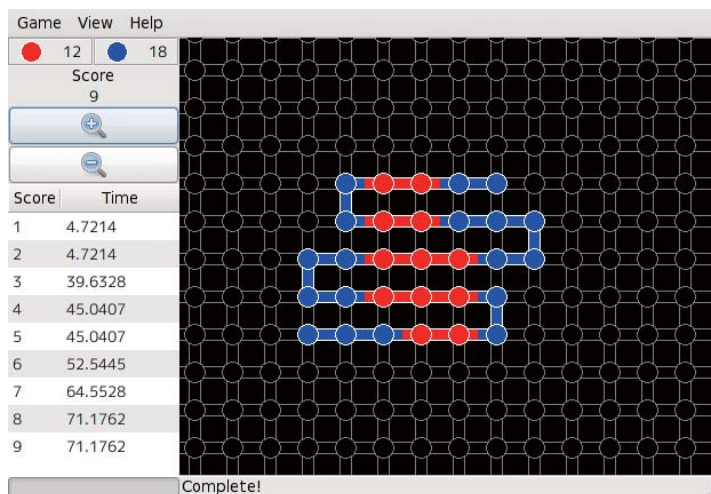 Game View Help
12 18
Score
9
Score Time
1 4.7214
2 4.7214
3 39.6328
4 45.0407
5 45.0407
6 52.5445
7 64.5528
8 71.1762
9 71.1762
Complete!